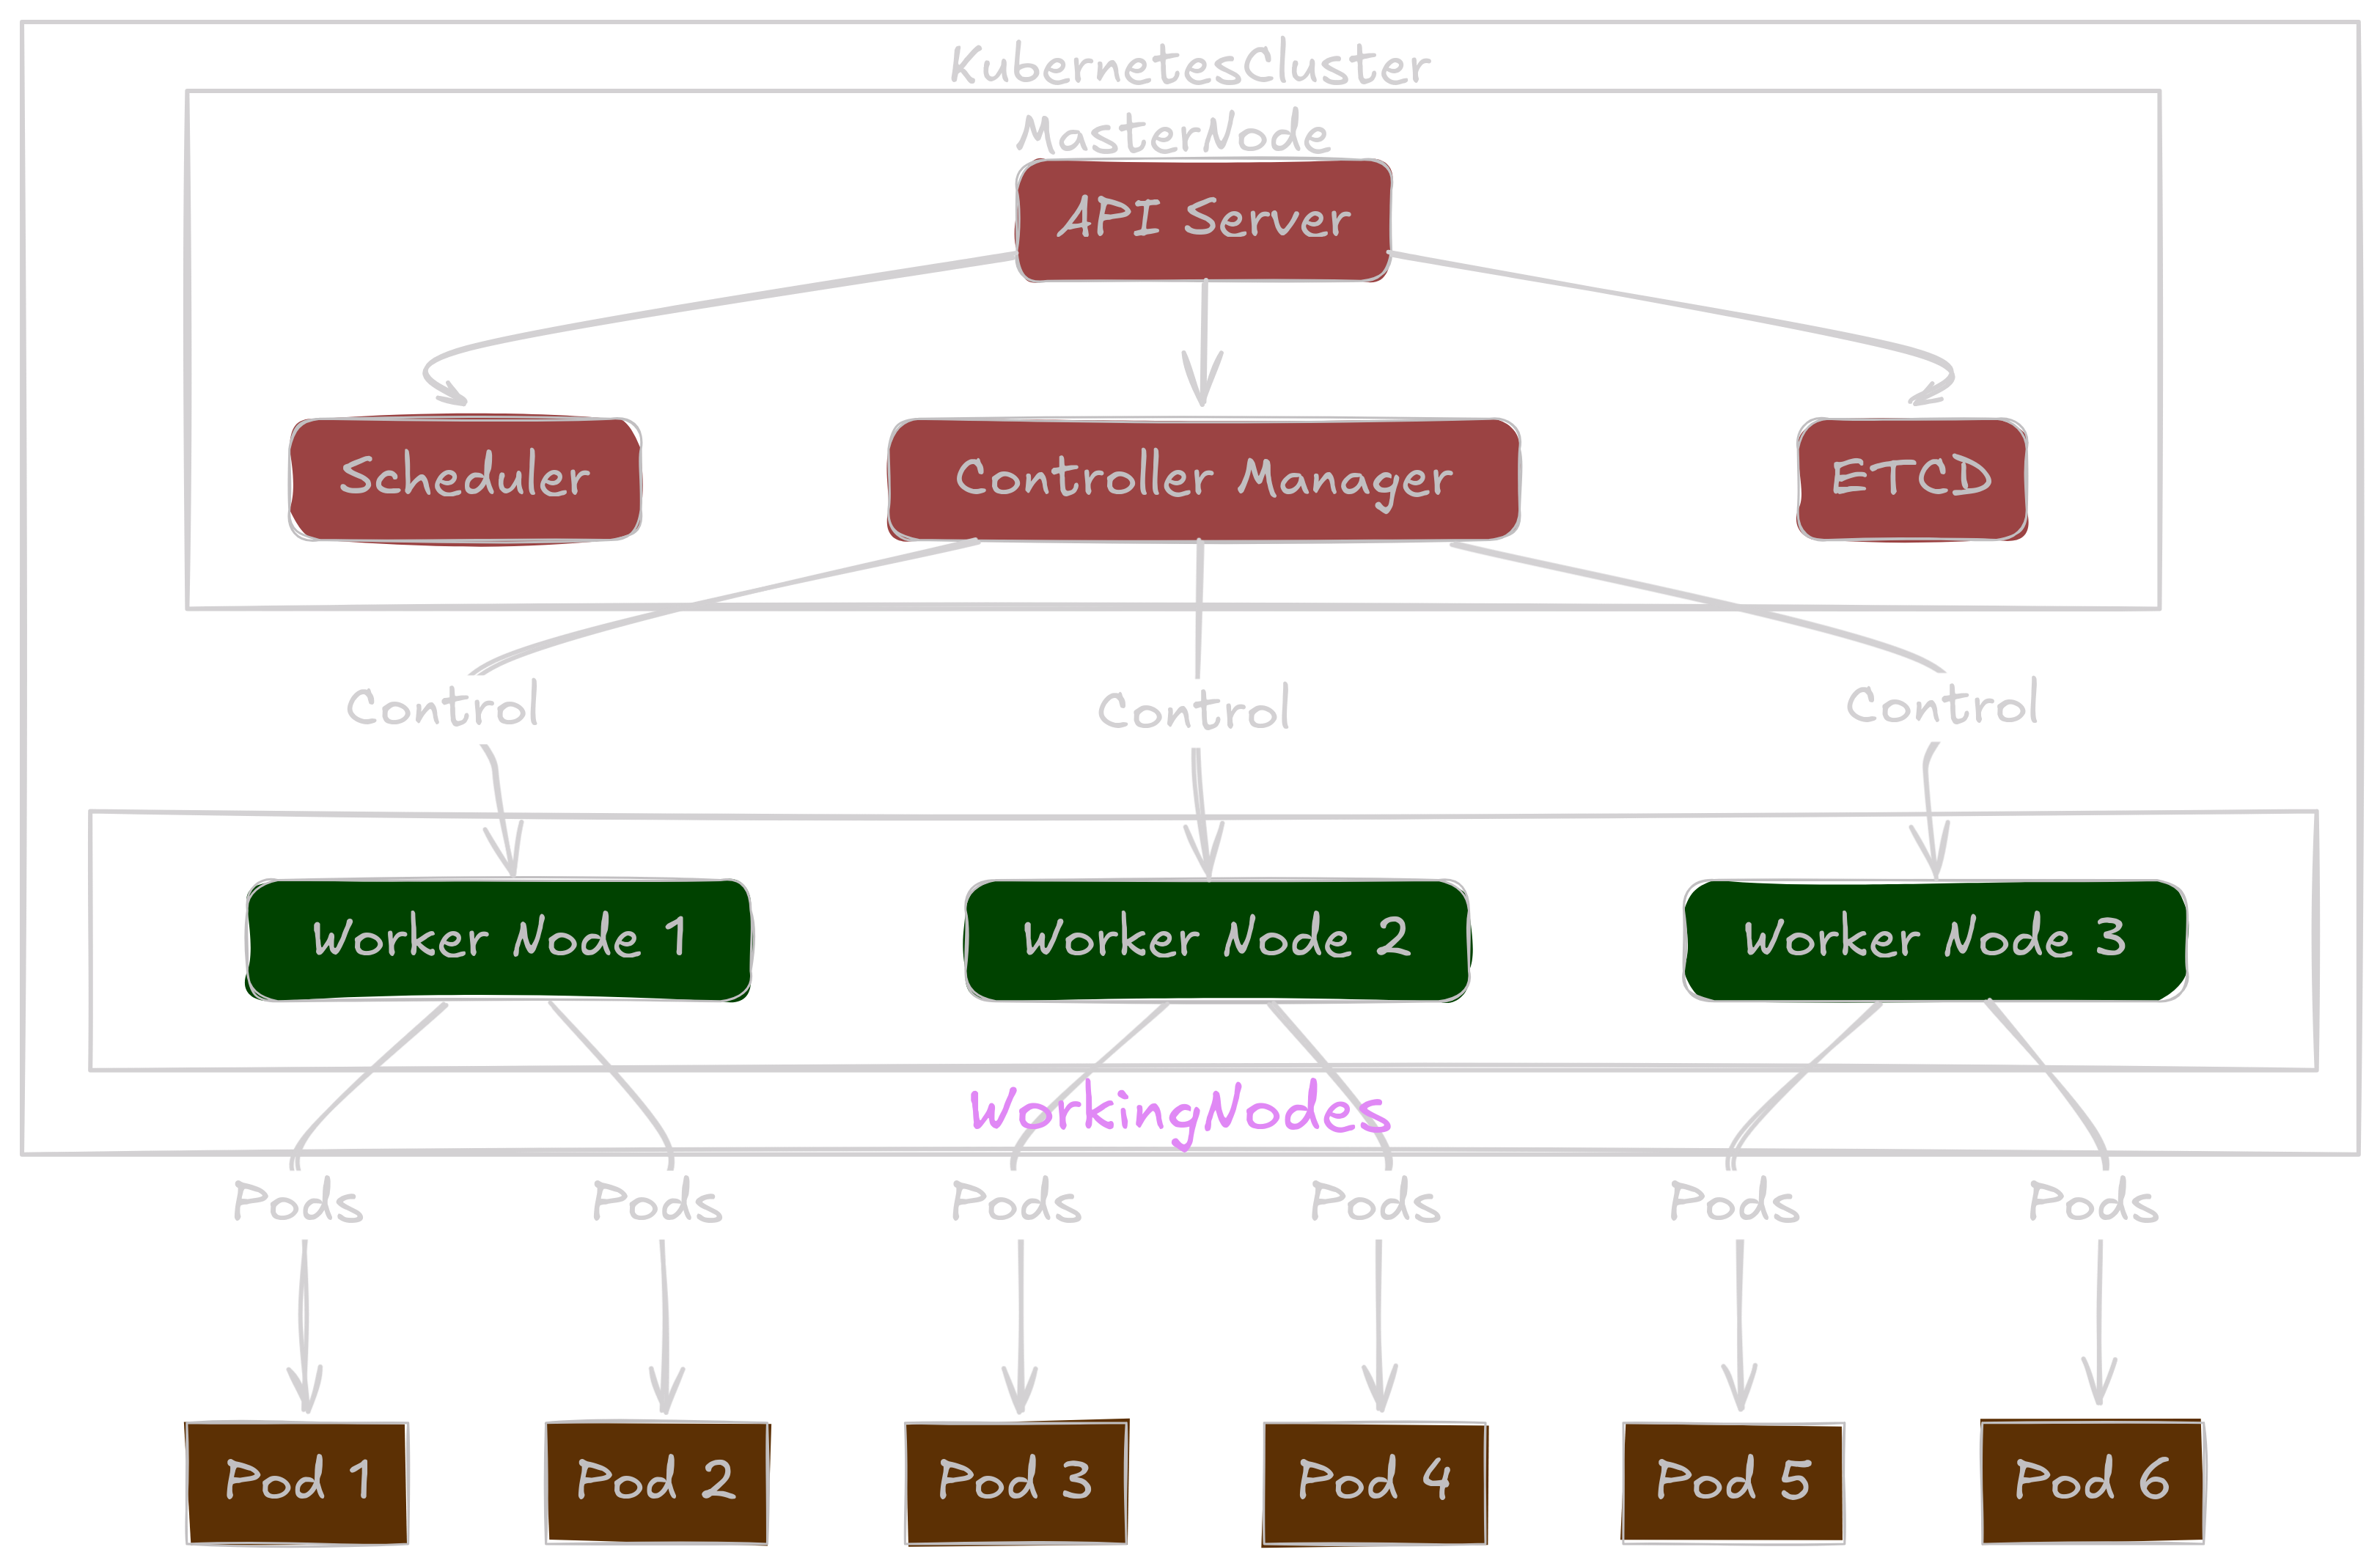 KubernetesCluster
MasterNode
API Server
Skedduler
Controller Manager
ETCD
Control
Control
Control
Worker Node 1
Worker Node 2
Worker Node 3
WorkingNodes
Pods
Pods
Pods
Pods
Pods
Pods
Pod 1
Pod 2
Pod 3
Pod 4
Pod 5
Pod 6